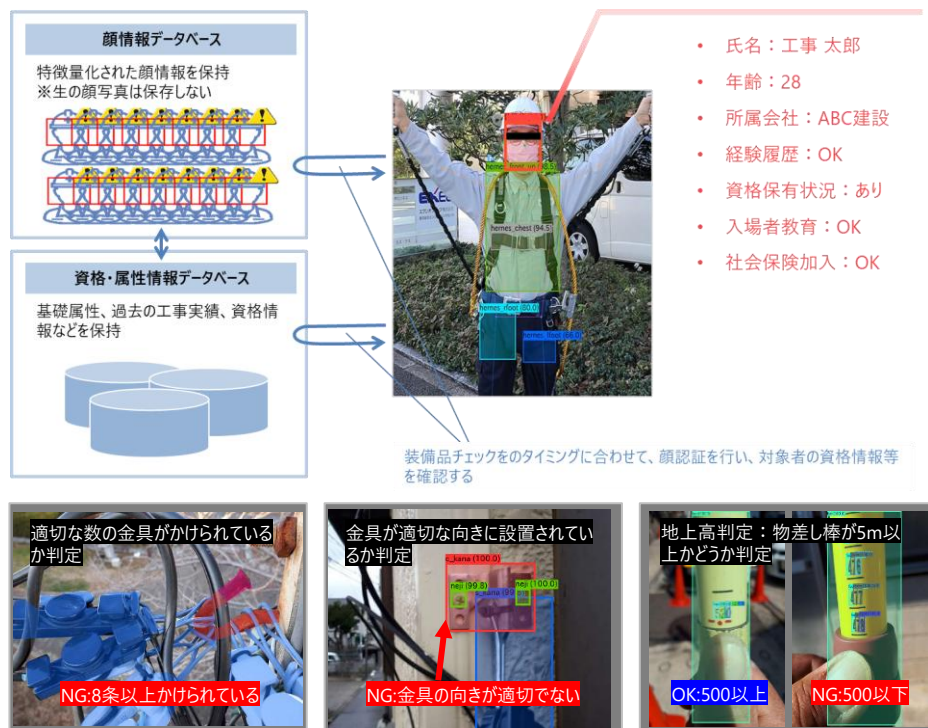 顔情報データベース
特徴量化された顔情報を保持
※生の顔写真は保存しない
資格・属性情報データベース
基礎属性、過去の工事実績、資格情
報などを保持
• 氏名：工事 太郎
• 年齢：28
• 所属会社：ABC建設
• 経験履歴：OK
• 資格保有状況：あり
• 入場者教育：OK
• 社会保険加入：OK
hernes_chest (94.5)
hernes_rfoot (80.0)
装備品チェックをのタイミングに合わせて、顔認証を行い、対象者の資格情報等
を確認する
適切な数の金具がかけられている
か判定
NG:8条以上かけられている
金具が適切な向きに設置されてい
るか判定
c_kana (100.0)
neji (99.8)
neji (100.0)
NG:金具の向きが適切でない
地上高判定：物差し棒が5m以
上かどうか判定
OK:500以上
476
477
478
NG:500以下